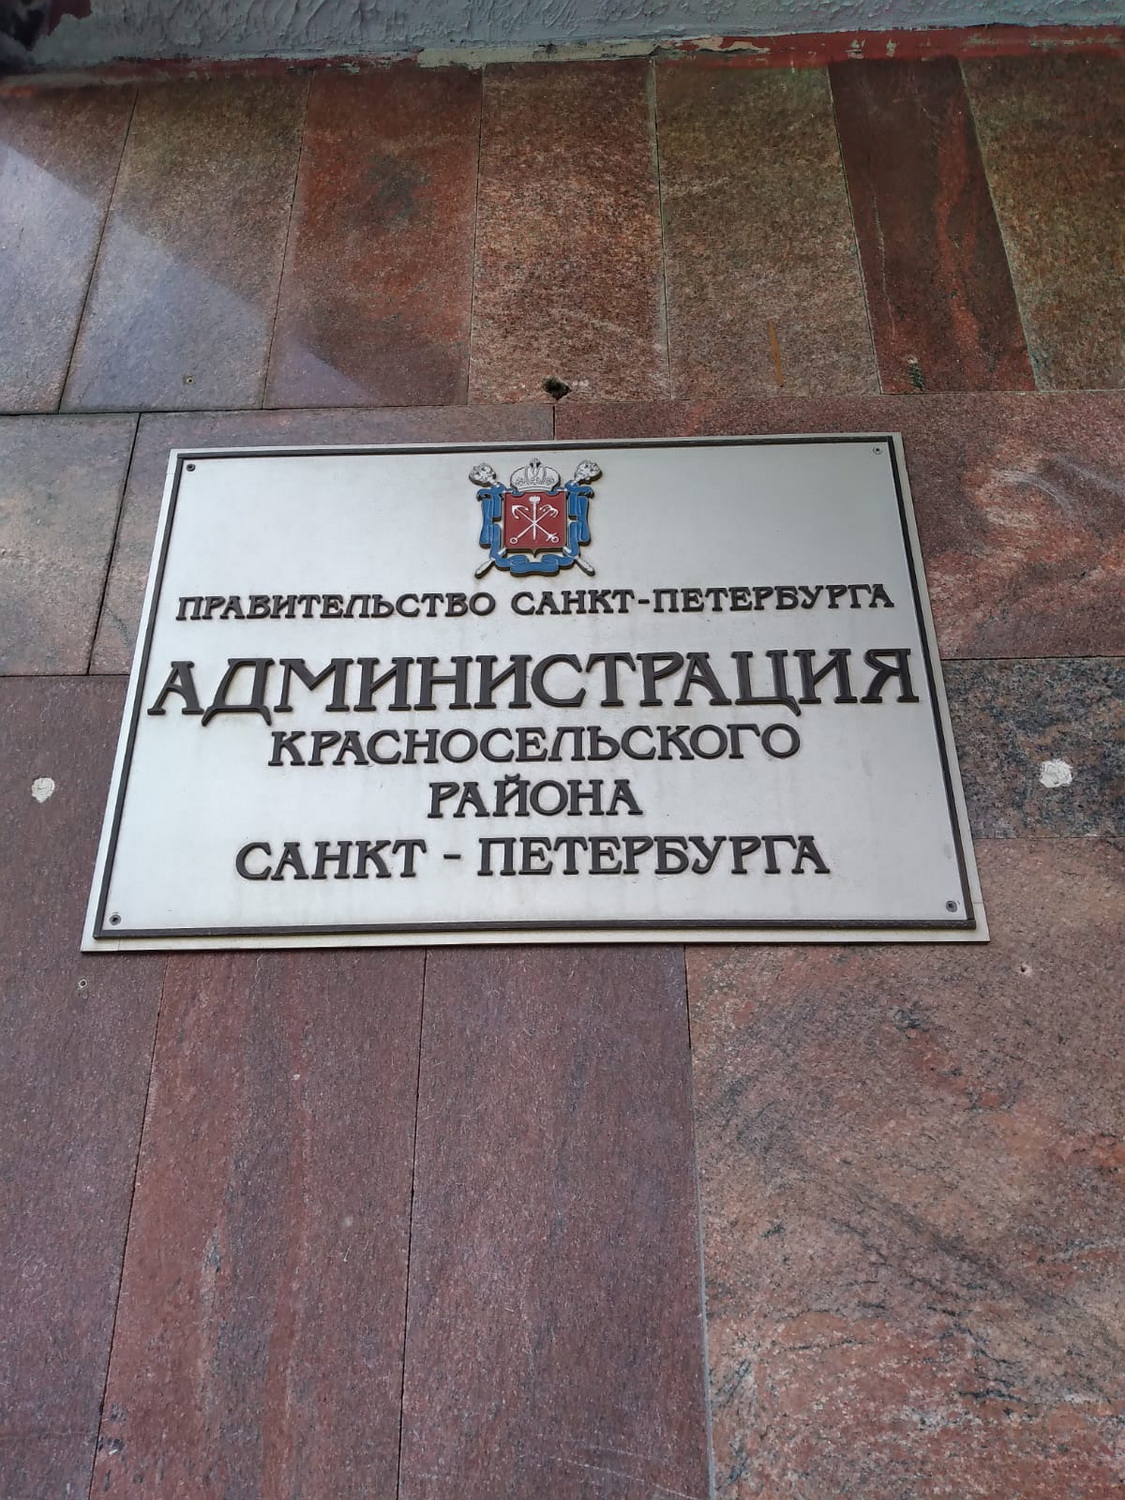 ПРАВИТЕЛЬСТВО САНКТ-ПЕТЕРБУРГА
АДМИНИСТРАЦИЯ
КРАСНОСЕЛЬСКОГО
РАЙОНА
САНКТ - ПЕТЕРБУРГА